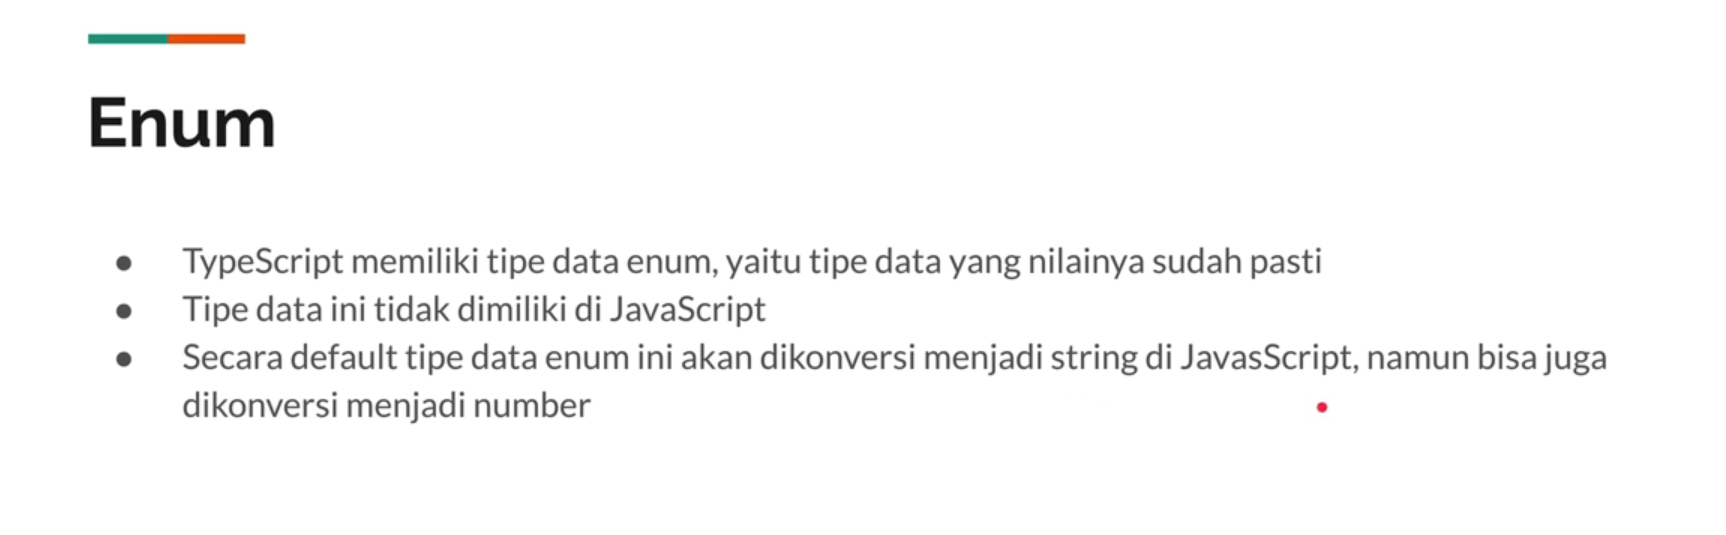 Enum
● TypeScript memiliki tipe data enum, yaitu tipe data yang nilainya sudah pasti
● Tipe data ini tidak dimiliki di JavaScript
● Secara default tipe data enum ini akan dikonversi menjadi string di JavasScript, namun bisa juga
dikonversi menjadi number